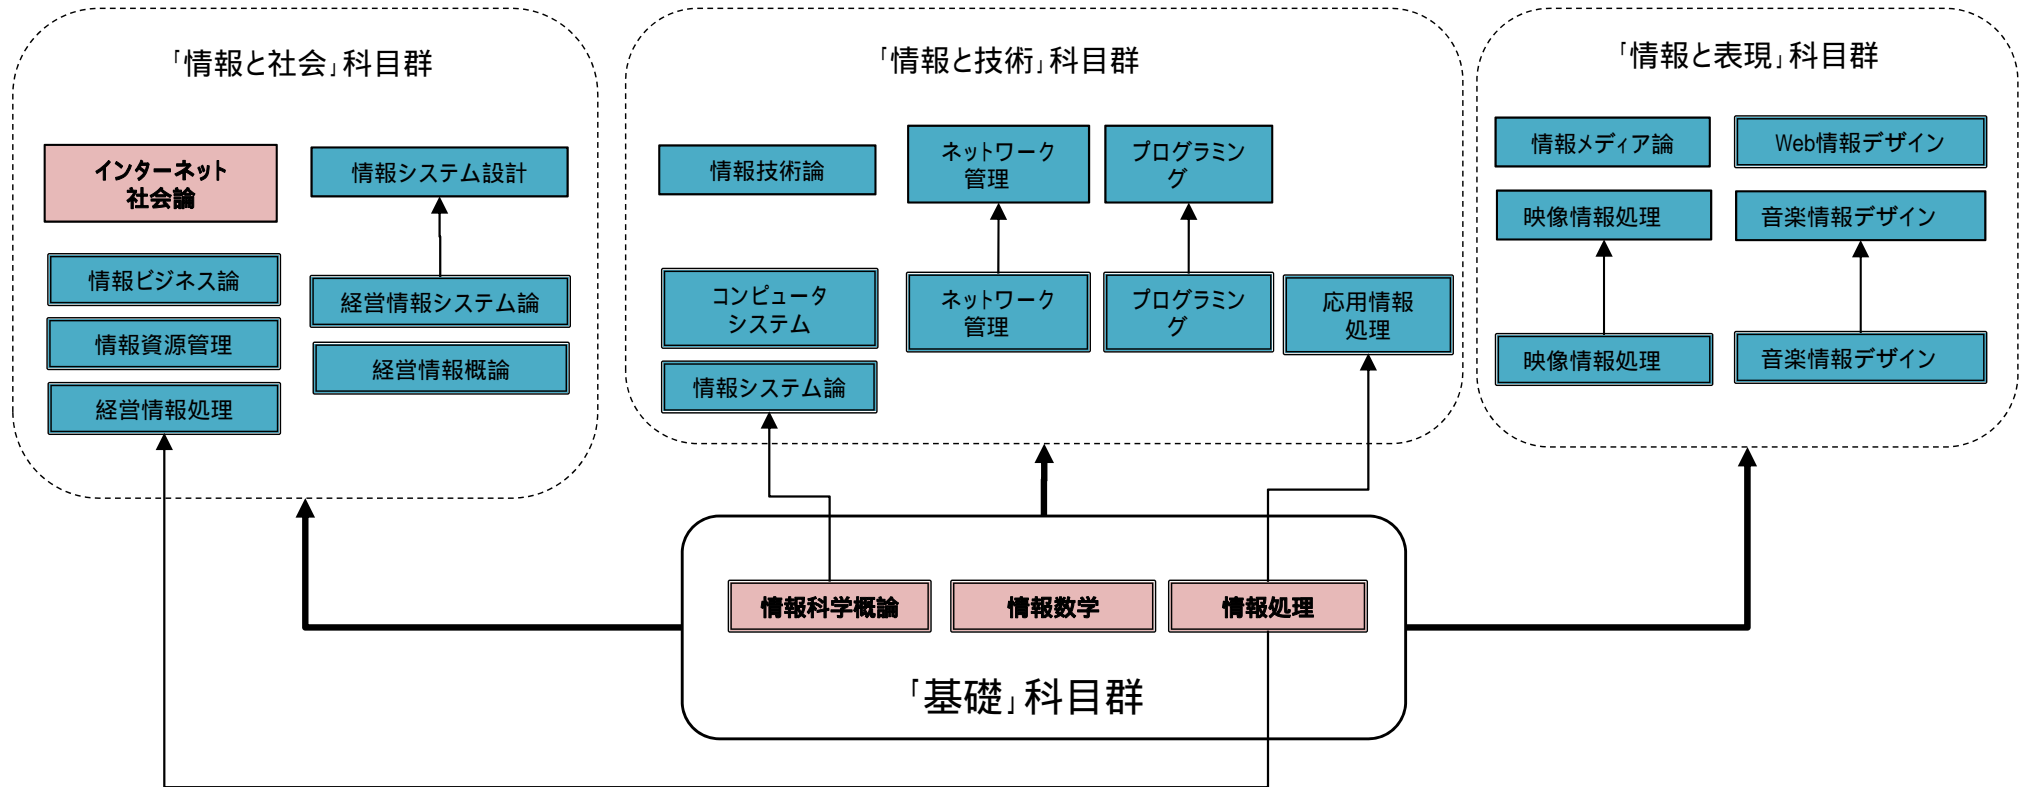 「情報と社会」科目群
インターネット
社会論
情報システム設計
情報ビジネス論
経営情報システム論
情報資源管理
経営情報概論
経営情報処理
「情報と技術」科目群
情報技術論
ネットワーク
管理
プログラミン
グ
コンピュータ
システム
ネットワーク
管理
プログラミン
グ
応用情報
処理
情報システム論
「情報と表現」科目群
情報メディア論
Web情報デザイン
映像情報処理
音楽情報デザイン
映像情報処理
音楽情報デザイン
情報科学概論
情報数学
情報処理
「基礎」科目群